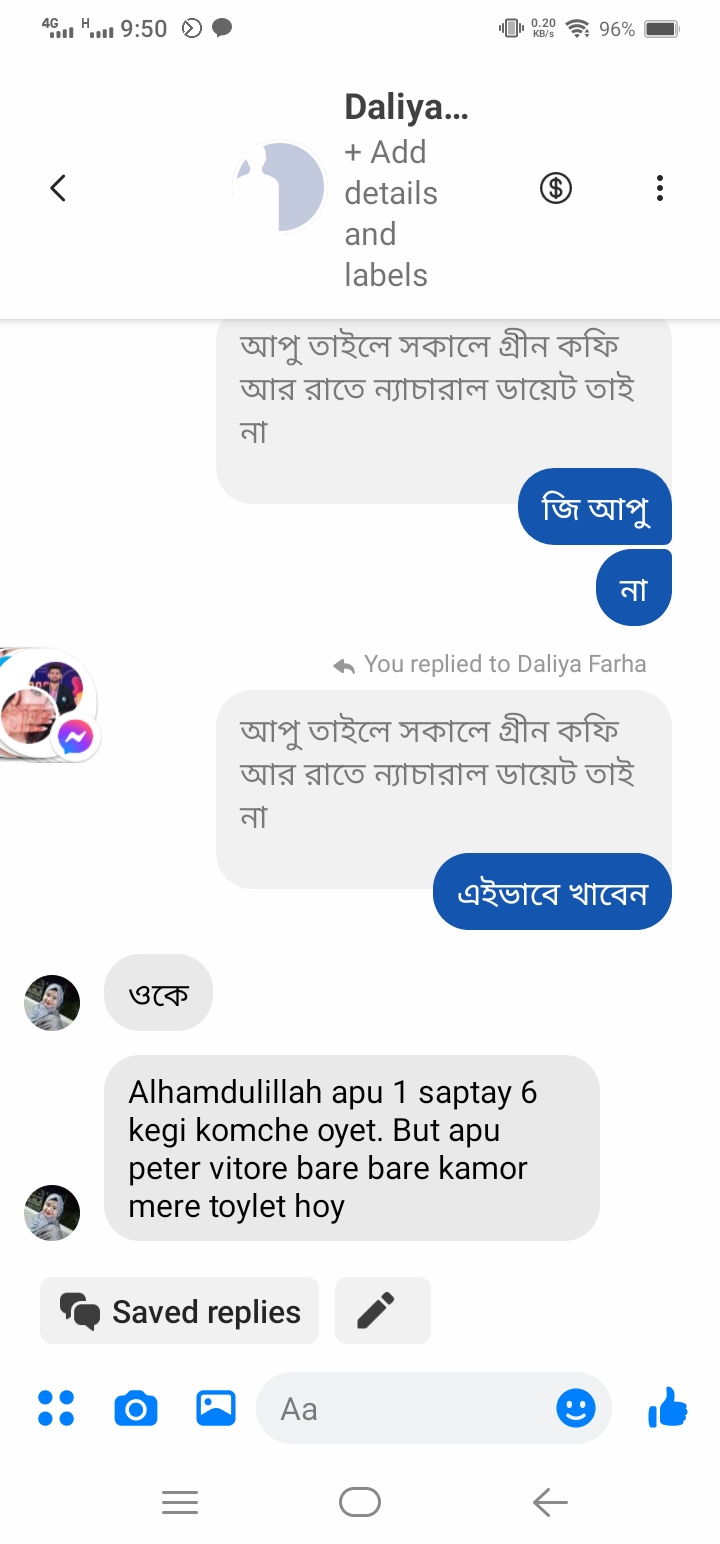 4G H 9:50 0.20 KB/s 96%
Daliya...
+ Add
details
and
labels
আপু তাইলে সকালে গ্রীন কফি
আর রাতে ন্যাচারাল ডায়েট তাই
না
জি আপু
না
You replied to Daliya Farha
আপু তাইলে সকালে গ্রীন কফি
আর রাতে ন্যাচারাল ডায়েট তাই
না
এইভাবে খাবেন
ওকে
Alhamdulillah apu 1 saptay 6
kegi komche oyet. But apu
peter vitore bare bare kamor
mere toylet hoy
Saved replies
Aa